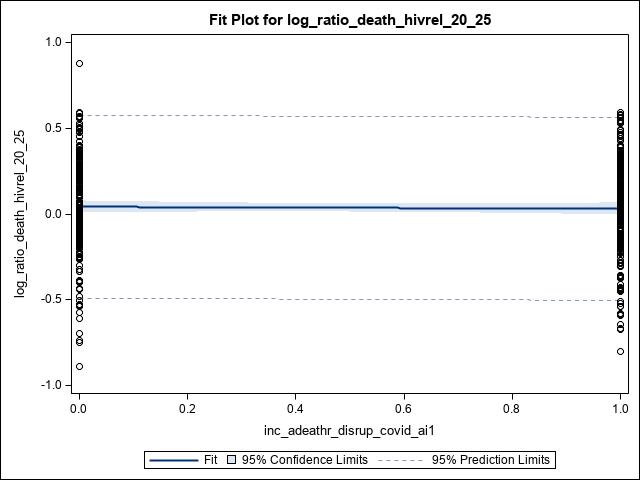 Fit Plot for log_ratio_death_hivrel_20_25
log_ratio_death_hivrel_20_25
1.0
0.5
0.0
-0.5
-1.0
0.0 0.2 0.4 0.6 0.8 1.0
inc_adeathr_disrup_covid_ai1
Fit 95% Confidence Limits 95% Prediction Limits